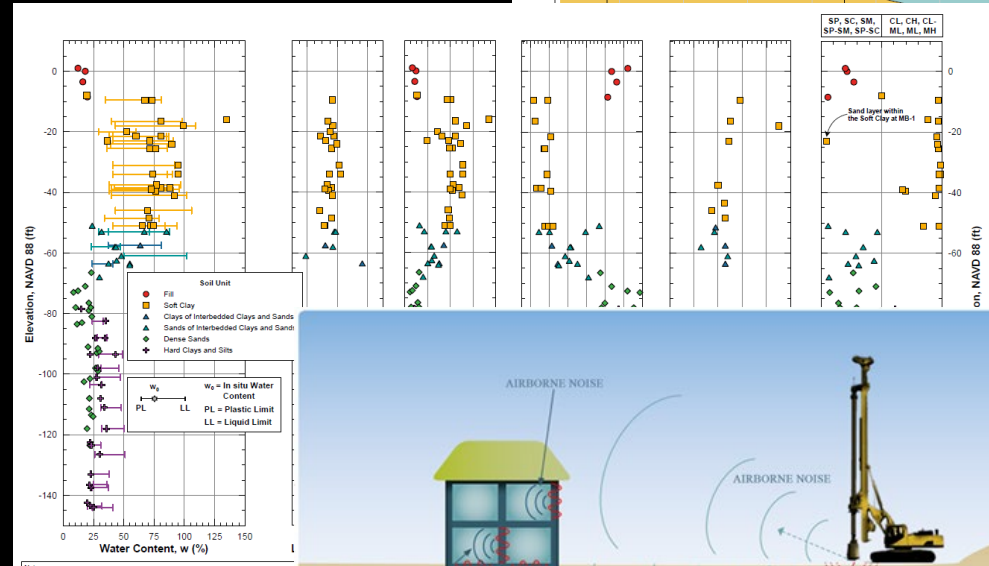 SP, SC, SM,
SP-SM, SP-SC
CL, CH, CL-
ML, ML, MH
0
-20
-40
-60
-80
-100
-120
-140
Elevation, NAVD 88 (ft)
0 25 50 75 100 125 150
Water Content, w (%)
Soil Unit
Fill
Soft Clay
Clays of Interbedded Clays and Sands
Sands of Interbedded Clays and Sands
Dense Sands
Hard Clays and Silts
w₀
PL LL
w₀ = In situ Water
Content
PL = Plastic Limit
LL = Liquid Limit
L
Sand layer within
the Soft Clay at MB-1
0
-20
-40
-60
on, NAVD 88 (ft)
AIRBORNE NOISE
AIRBORNE NOISE